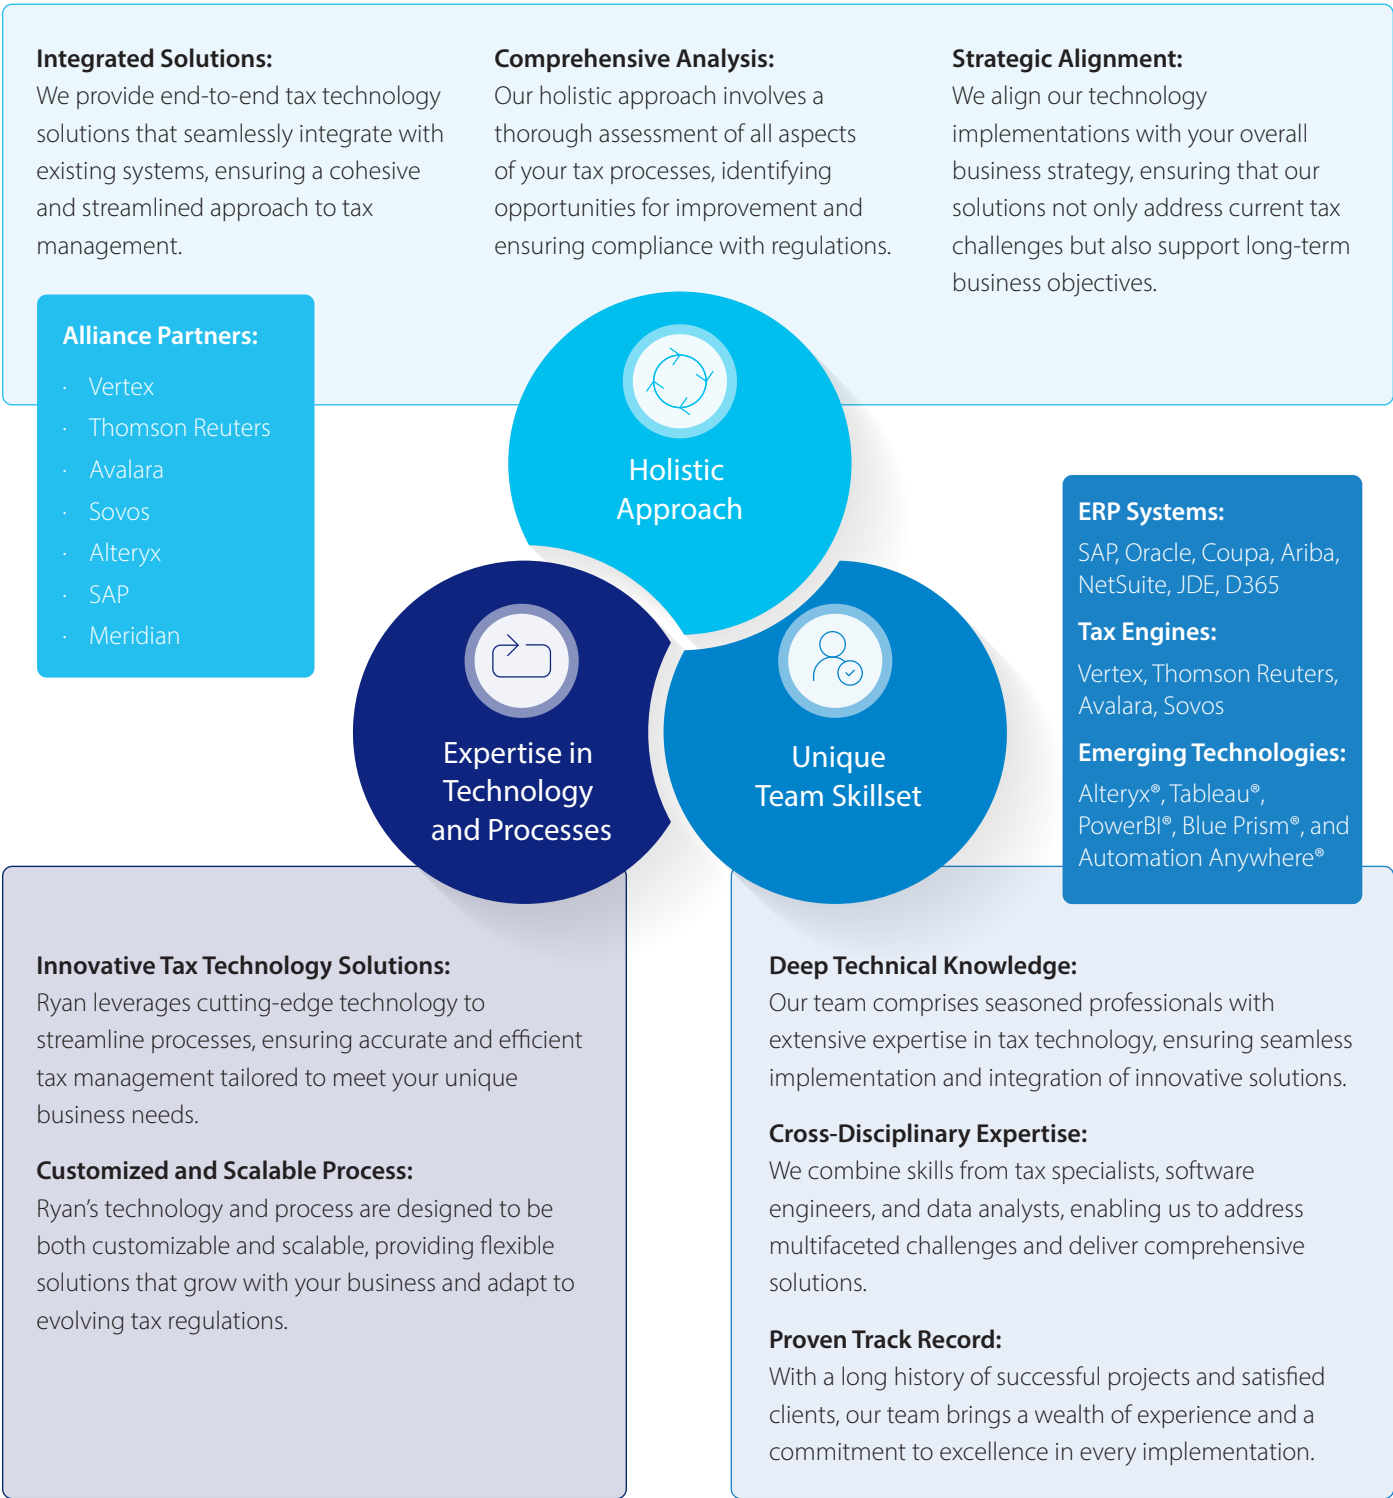 Integrated Solutions:
We provide end-to-end tax technology
solutions that seamlessly integrate with
existing systems, ensuring a cohesive
and streamlined approach to tax
management.
Comprehensive Analysis:
Our holistic approach involves a
thorough assessment of all aspects
of your tax processes, identifying
opportunities for improvement and
ensuring compliance with regulations.
Strategic Alignment:
We align our technology
implementations with your overall
business strategy, ensuring that our
solutions not only address current tax
challenges but also support long-term
business objectives.
Alliance Partners:
· Vertex
· Thomson Reuters
· Avalara
· Sovos
· Alteryx
· SAP
· Meridian
Holistic
Approach
ERP Systems:
SAP, Oracle, Coupa, Ariba,
NetSuite, JDE, D365
Tax Engines:
Vertex, Thomson Reuters,
Avalara, Sovos
Emerging Technologies:
Alteryx®, Tableau®,
PowerBI®, Blue Prism®, and
Automation Anywhere®
Expertise in
Technology
and Processes
Unique
Team Skillset
Innovative Tax Technology Solutions:
Ryan leverages cutting-edge technology to
streamline processes, ensuring accurate and efficient
tax management tailored to meet your unique
business needs.
Customized and Scalable Process:
Ryan’s technology and process are designed to be
both customizable and scalable, providing flexible
solutions that grow with your business and adapt to
evolving tax regulations.
Deep Technical Knowledge:
Our team comprises seasoned professionals with
extensive expertise in tax technology, ensuring seamless
implementation and integration of innovative solutions.
Cross-Disciplinary Expertise:
We combine skills from tax specialists, software
engineers, and data analysts, enabling us to address
multifaceted challenges and deliver comprehensive
solutions.
Proven Track Record:
With a long history of successful projects and satisfied
clients, our team brings a wealth of experience and a
commitment to excellence in every implementation.